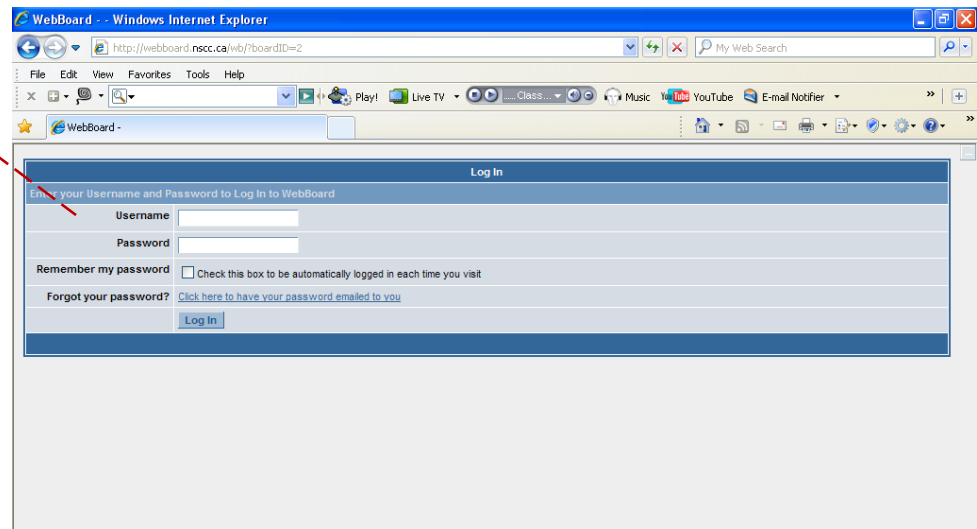 WebBoard - - Windows Internet Explorer
http://webboard.nscc.ca/wb/?boardID=2
My Web Search
File Edit View Favorites Tools Help
Play! Live TV ....Class... Music YouTube E-mail Notifier »
WebBoard - »
Log In
Enter your Username and Password to Log In to WebBoard
Username
Password
Remember my password Check this box to be automatically logged in each time you visit
Forgot your password? Click here to have your password emailed to you
Log In